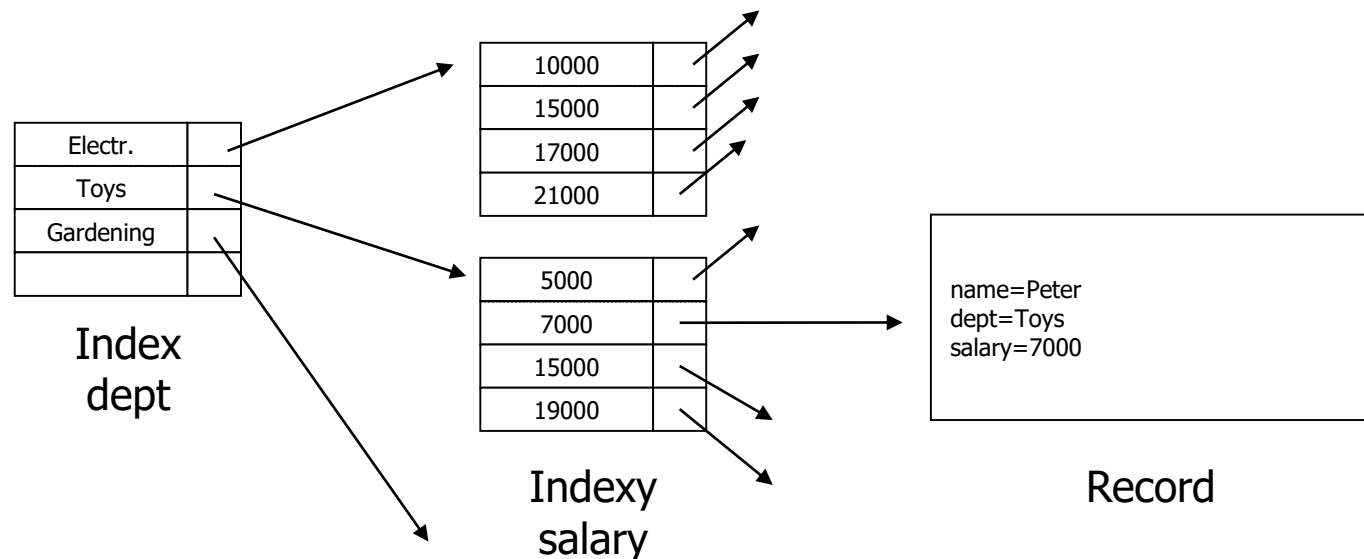 Electr.
Toys
Gardening
Index
dept
10000
15000
17000
21000
5000
7000
15000
19000
Indexy
salary
name=Peter
dept=Toys
salary=7000
Record